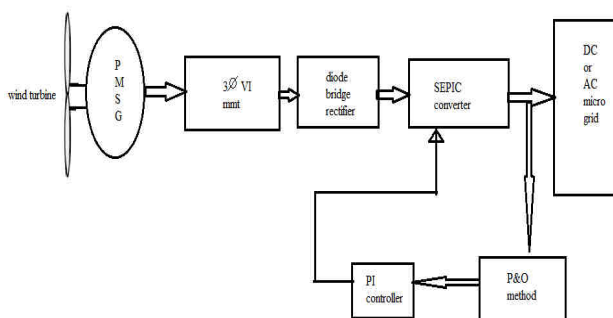 wind turbine
P
M
S
G
3Ø VI
mmt
diode
bridge
rectifier
SEPIC
converter
DC
or
AC
micro
grid
PI
controller
P&O
method